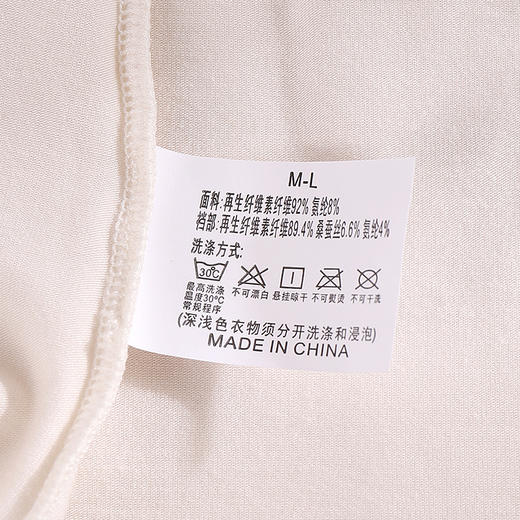 M-L
面料: 再生纤维素纤维92% 氨纶8%
裆部: 再生纤维素纤维89.4% 桑蚕丝6.6% 氨纶4%
洗涤方式:
30℃
最高洗涤 不可漂白 悬挂晾干 不可熨烫 不可干洗
温度30℃
常规程序
(深浅色衣物须分开洗涤和浸泡)
MADE IN CHINA